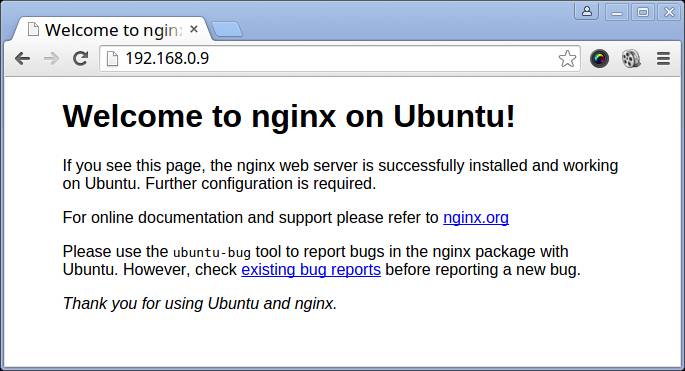 Welcome to nginx
192.168.0.9
Welcome to nginx on Ubuntu!
If you see this page, the nginx web server is successfully installed and working
on Ubuntu. Further configuration is required.
For online documentation and support please refer to nginx.org
Please use the ubuntu-bug tool to report bugs in the nginx package with
Ubuntu. However, check existing bug reports before reporting a new bug.
Thank you for using Ubuntu and nginx.